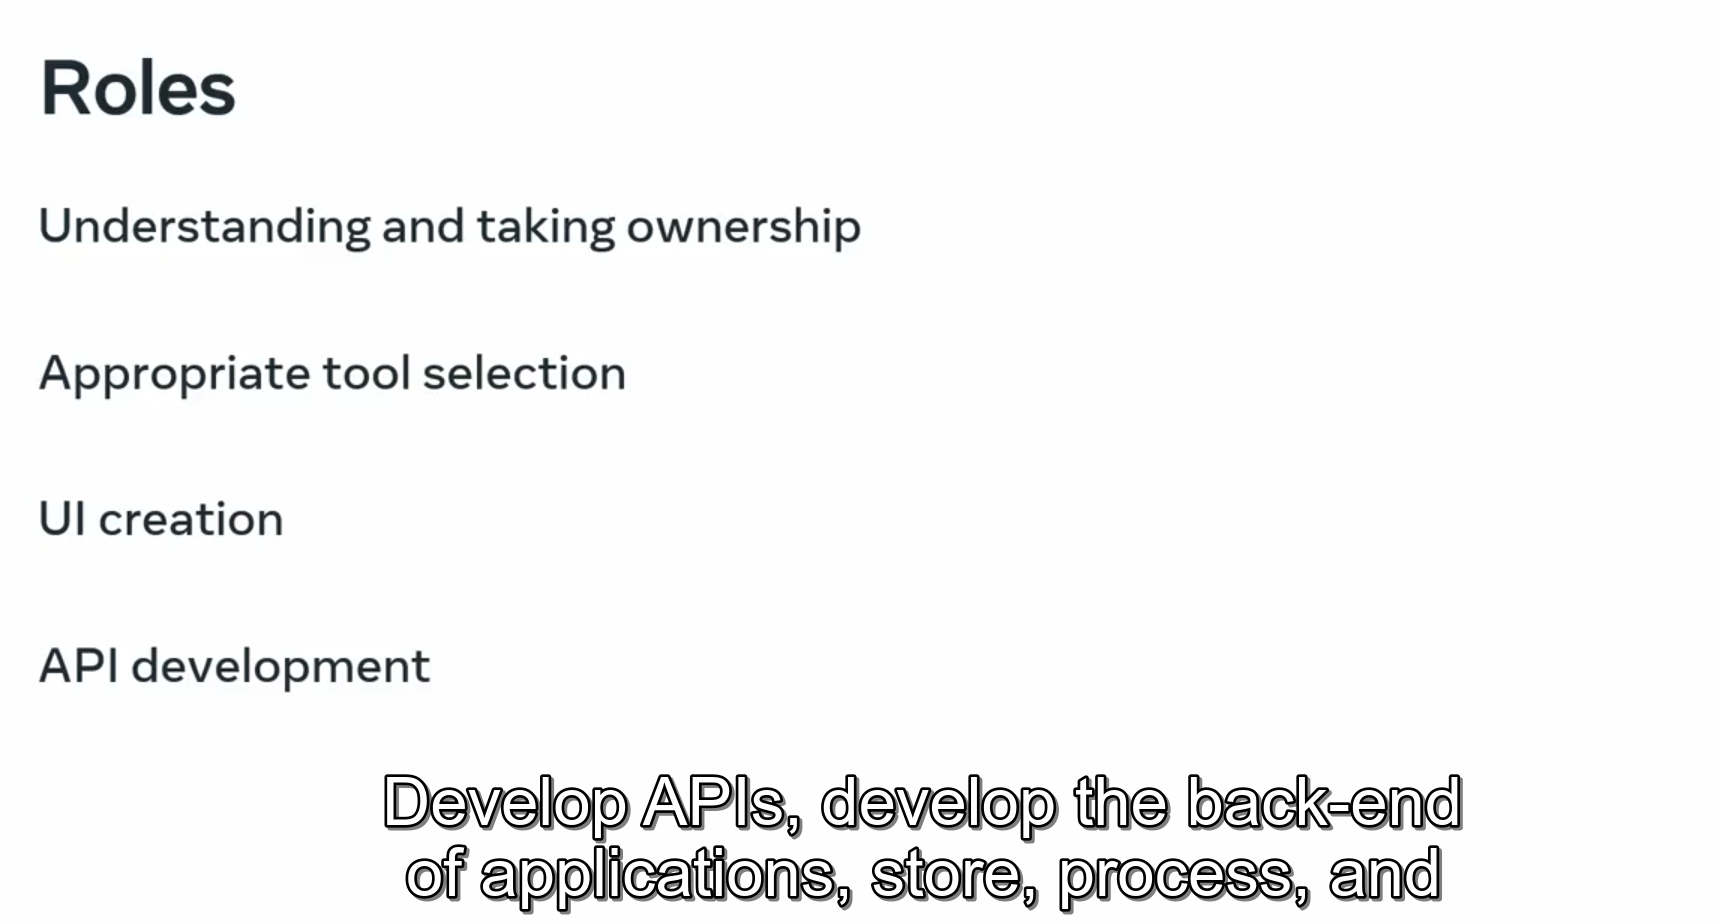 Roles
Understanding and taking ownership
Appropriate tool selection
UI creation
API development
Develop APIs, develop the back-end
of applications, store, process, and